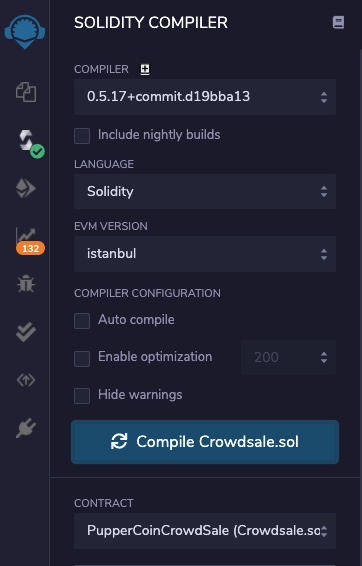 SOLIDITY COMPILER
COMPILER
0.5.17+commit.d19bba13
Include nightly builds
LANGUAGE
Solidity
EVM VERSION
istanbul
132
COMPILER CONFIGURATION
Auto compile
Enable optimization 200
Hide warnings
Compile Crowdsale.sol
CONTRACT
PupperCoinCrowdSale (Crowdsale.so